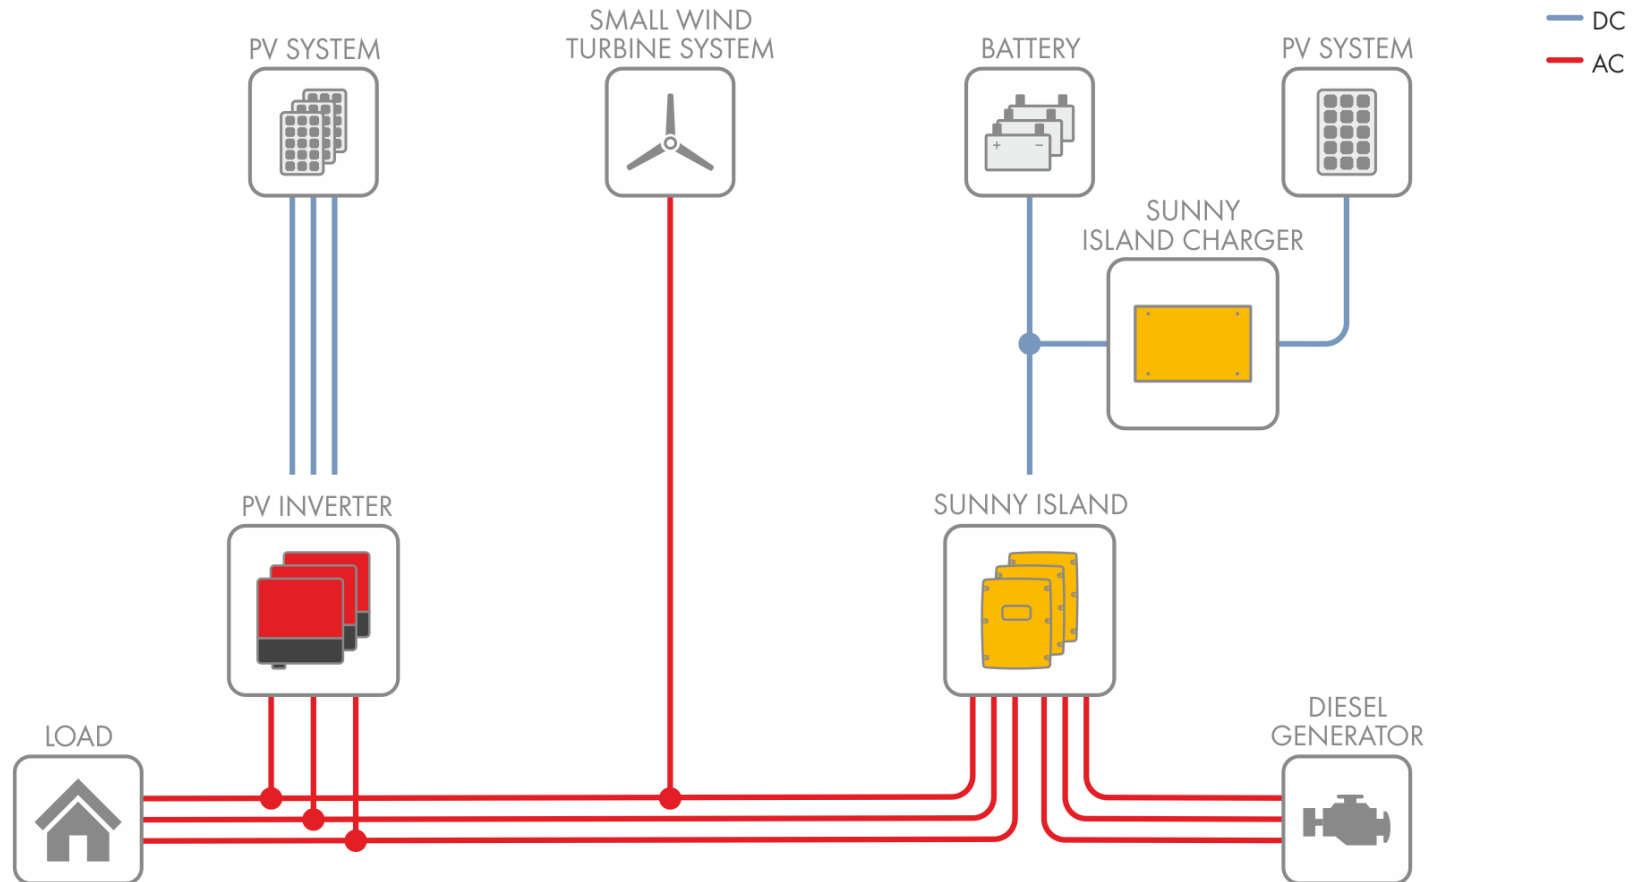 SMALL WIND
TURBINE SYSTEM
PV SYSTEM
BATTERY
PV SYSTEM
DC
AC
SUNNY
ISLAND CHARGER
PV INVERTER
SUNNY ISLAND
LOAD
DIESEL
GENERATOR
+ −